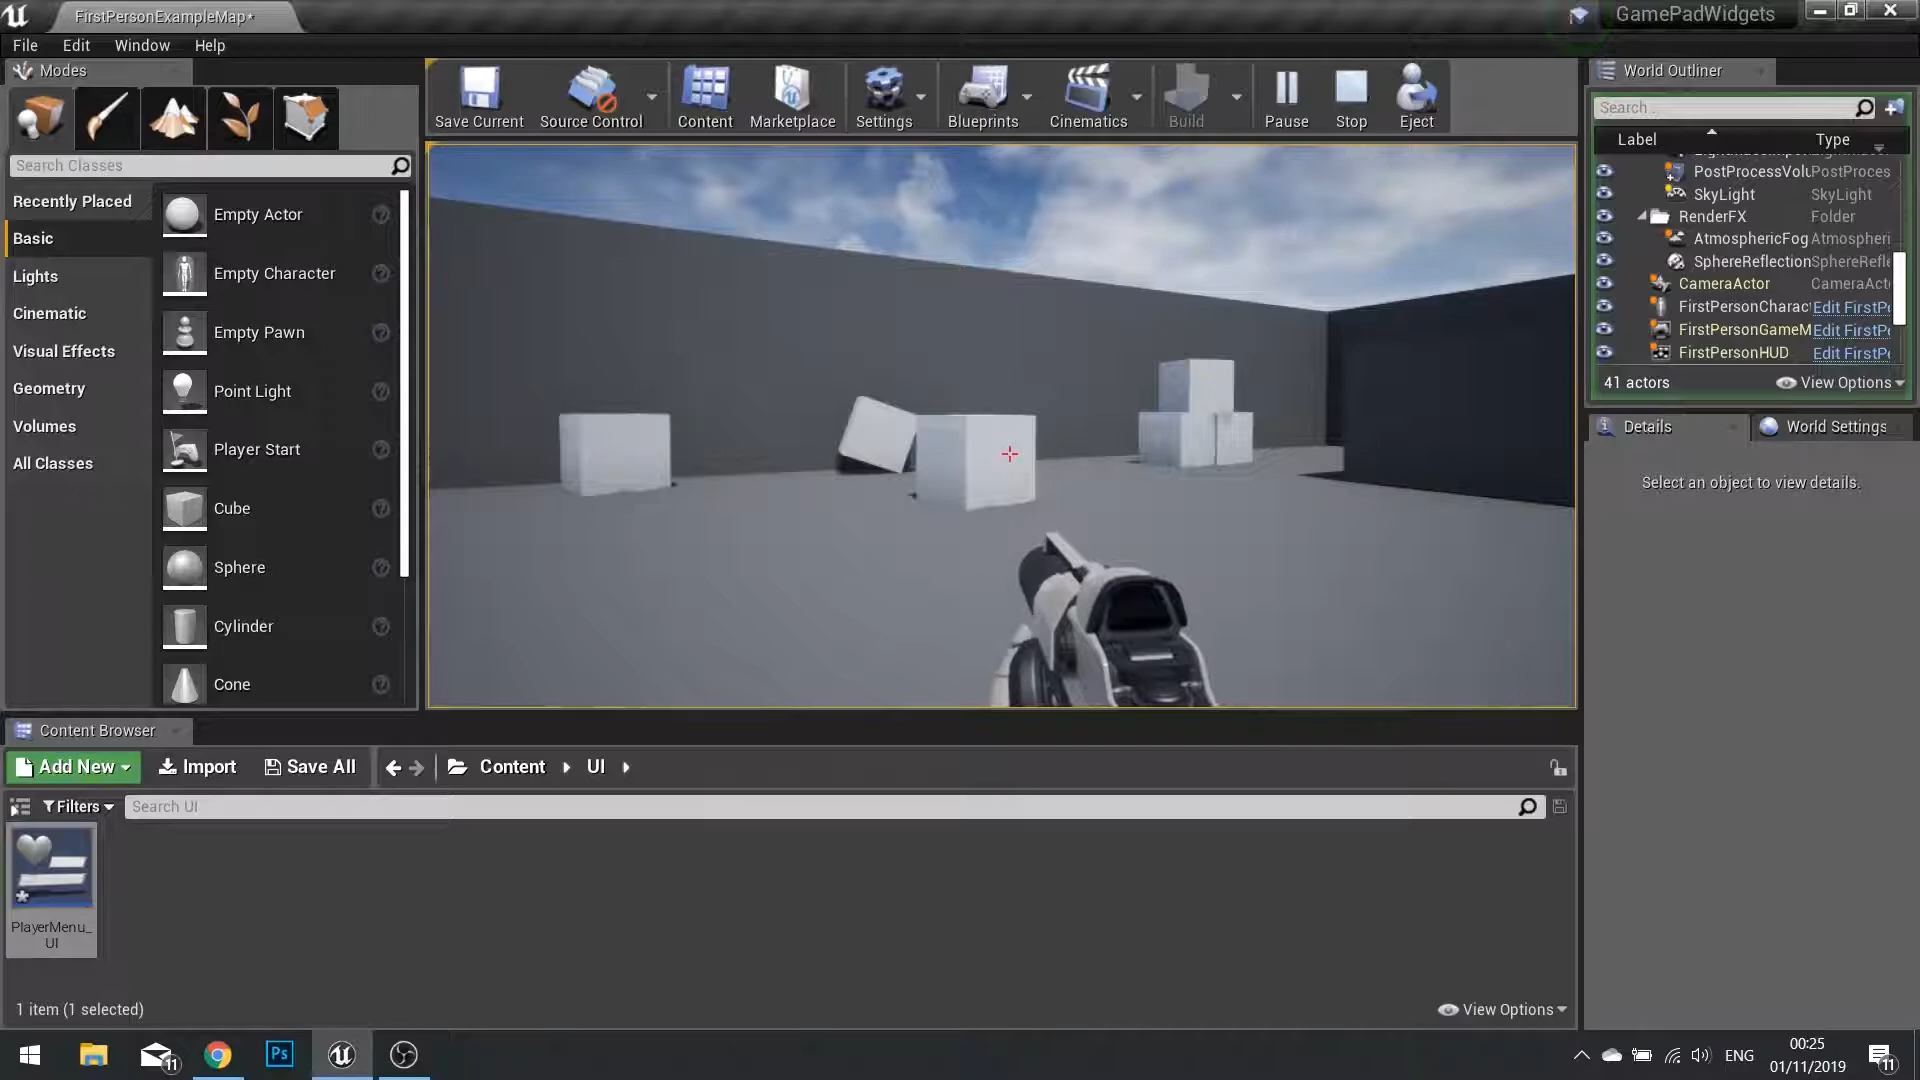 FirstPersonExampleMap*
GamePadWidgets
File Edit Window Help
Modes
Save Current Source Control Content Marketplace Settings Blueprints Cinematics Build Pause Stop Eject
World Outliner
Search...
Label Type
PostProcessVolu PostProces
SkyLight SkyLight
RenderFX Folder
AtmosphericFog Atmospheri
SphereReflection SphereRefle
CameraActor CameraActo
FirstPersonCharac Edit FirstPe
FirstPersonGameM Edit FirstPe
FirstPersonHUD Edit FirstPe
41 actors View Options
Details World Settings
Select an object to view details.
Search Classes
Recently Placed
Basic
Lights
Cinematic
Visual Effects
Geometry
Volumes
All Classes
Empty Actor
Empty Character
Empty Pawn
Point Light
Player Start
Cube
Sphere
Cylinder
Cone
Content Browser
Add New Import Save All Content UI
Filters Search UI
PlayerMenu_
UI
1 item (1 selected) View Options
11 Ps ENG 00:25
01/11/2019 11